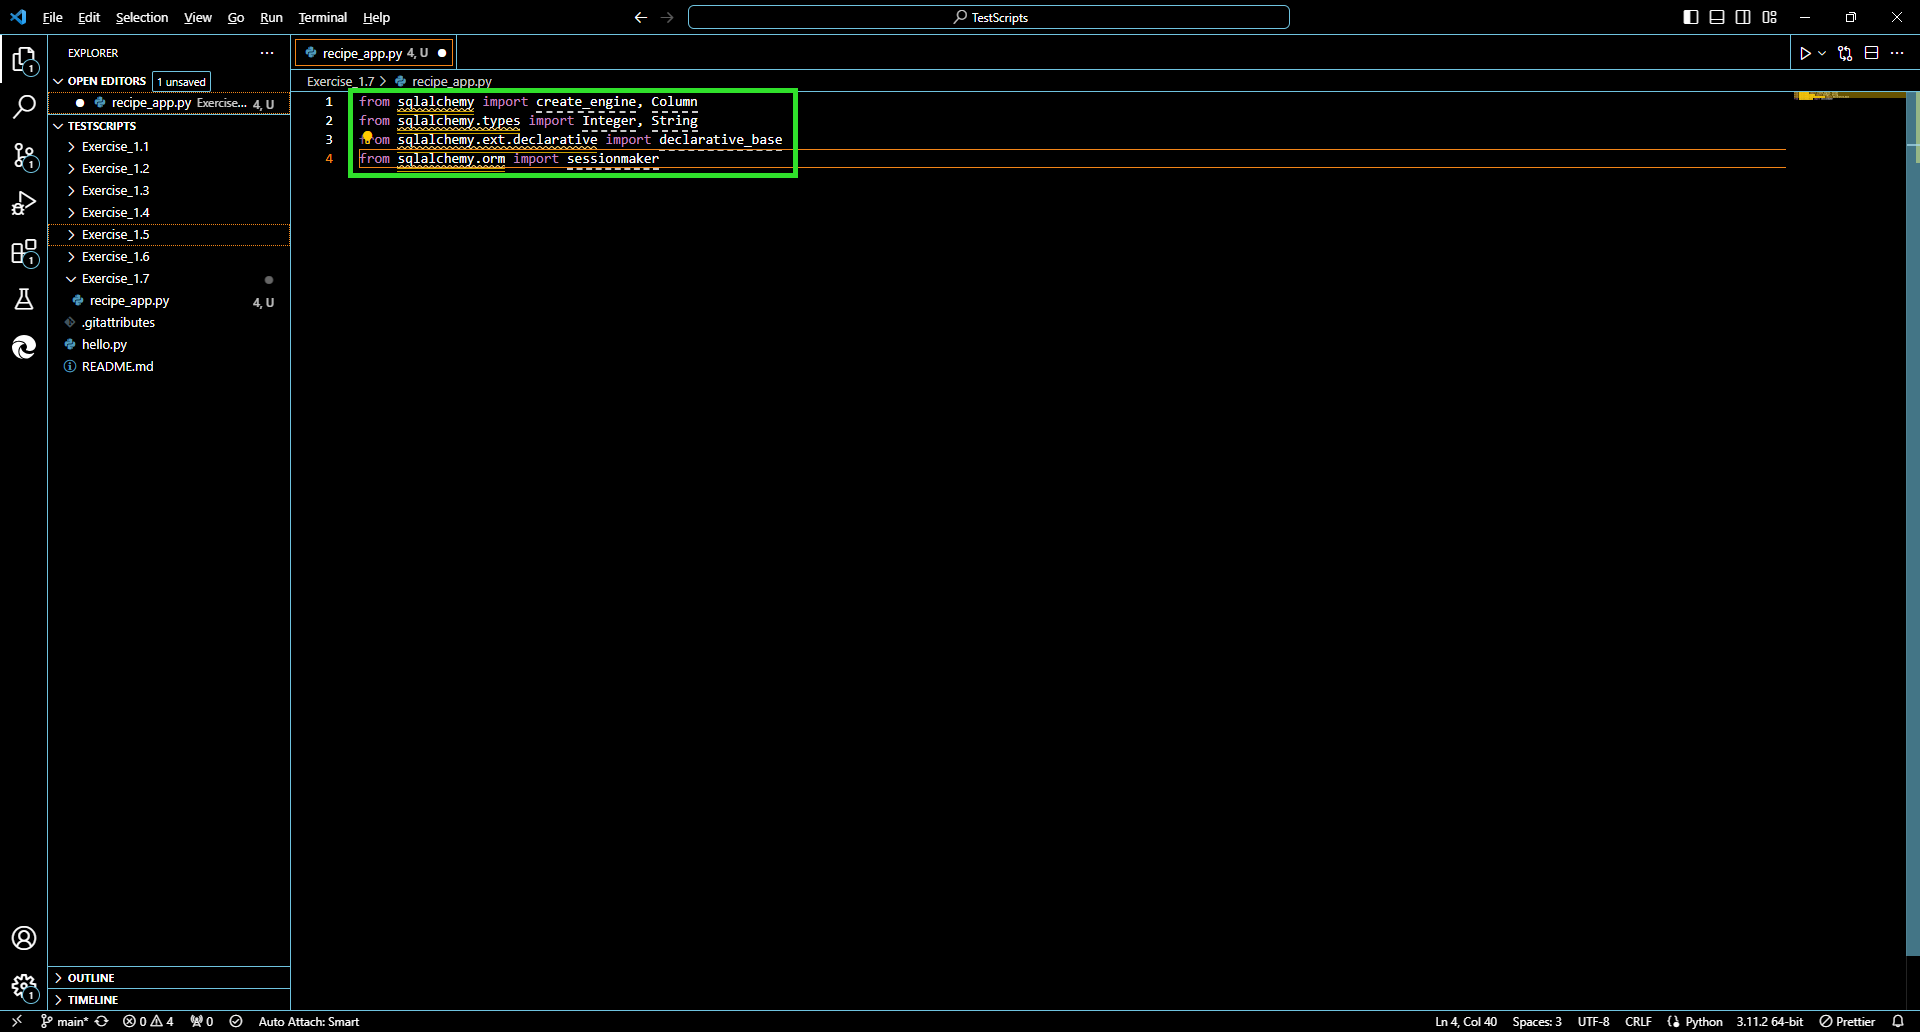 File Edit Selection View Go Run Terminal Help
TestScripts
EXPLORER
OPEN EDITORS 1 unsaved
recipe_app.py Exercise... 4, U
TESTSCRIPTS
Exercise_1.1
Exercise_1.2
Exercise_1.3
Exercise_1.4
Exercise_1.5
Exercise_1.6
Exercise_1.7
recipe_app.py 4, U
.gitattributes
hello.py
README.md
OUTLINE
TIMELINE
recipe_app.py 4, U
Exercise_1.7 > recipe_app.py
1 from sqlalchemy import create_engine, Column
2 from sqlalchemy.types import Integer, String
3 from sqlalchemy.ext.declarative import declarative_base
4 from sqlalchemy.orm import sessionmaker
main* 0 4 0 Auto Attach: Smart Ln 4, Col 40 Spaces: 3 UTF-8 CRLF Python 3.11.2 64-bit Prettier